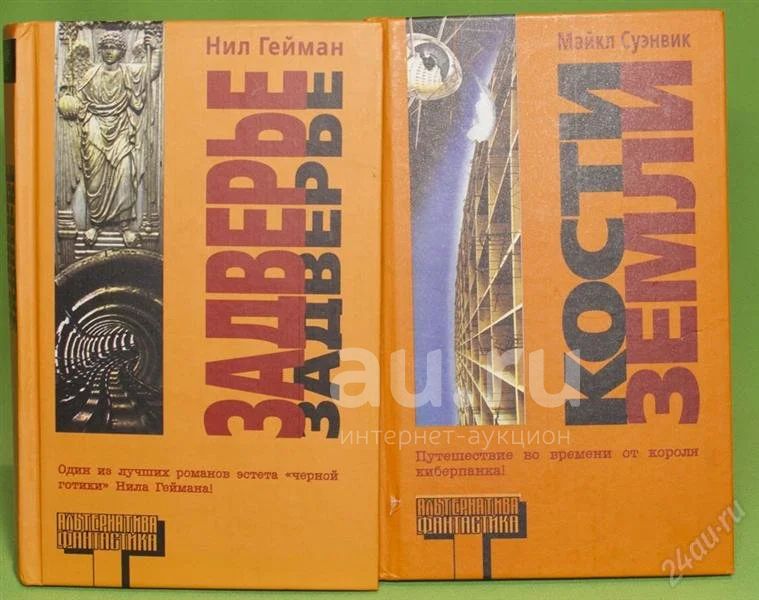 Нил Гейман
ЗАДВЕРЬЕ
ЗАДВЕРЬЕ
Один из лучших романов эстета «черной
готики» Нила Геймана!
АЛЬТЕРНАТИВА
ФАНТАСТИКА
Майкл Суэнвик
КОСТИ
ЗЕМЛИ
Путешествие во времени от короля
киберпанка!
АЛЬТЕРНАТИВА
ФАНТАСТИКА
au.ru
интернет-аукцион
24au.ru